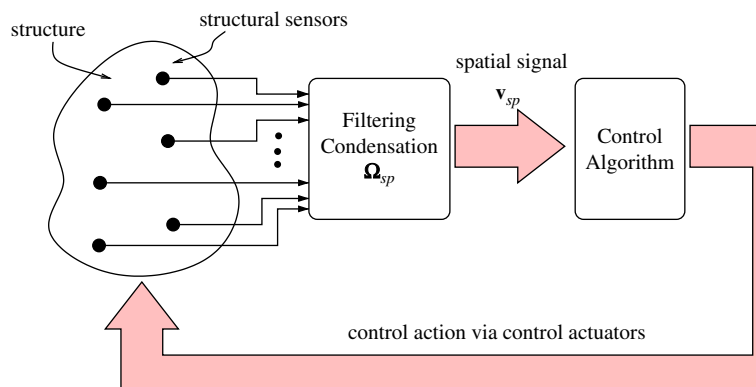 structural sensors
structure
spatial signal
v_sp
Filtering
Condensation
Ω_sp
Control
Algorithm
control action via control actuators